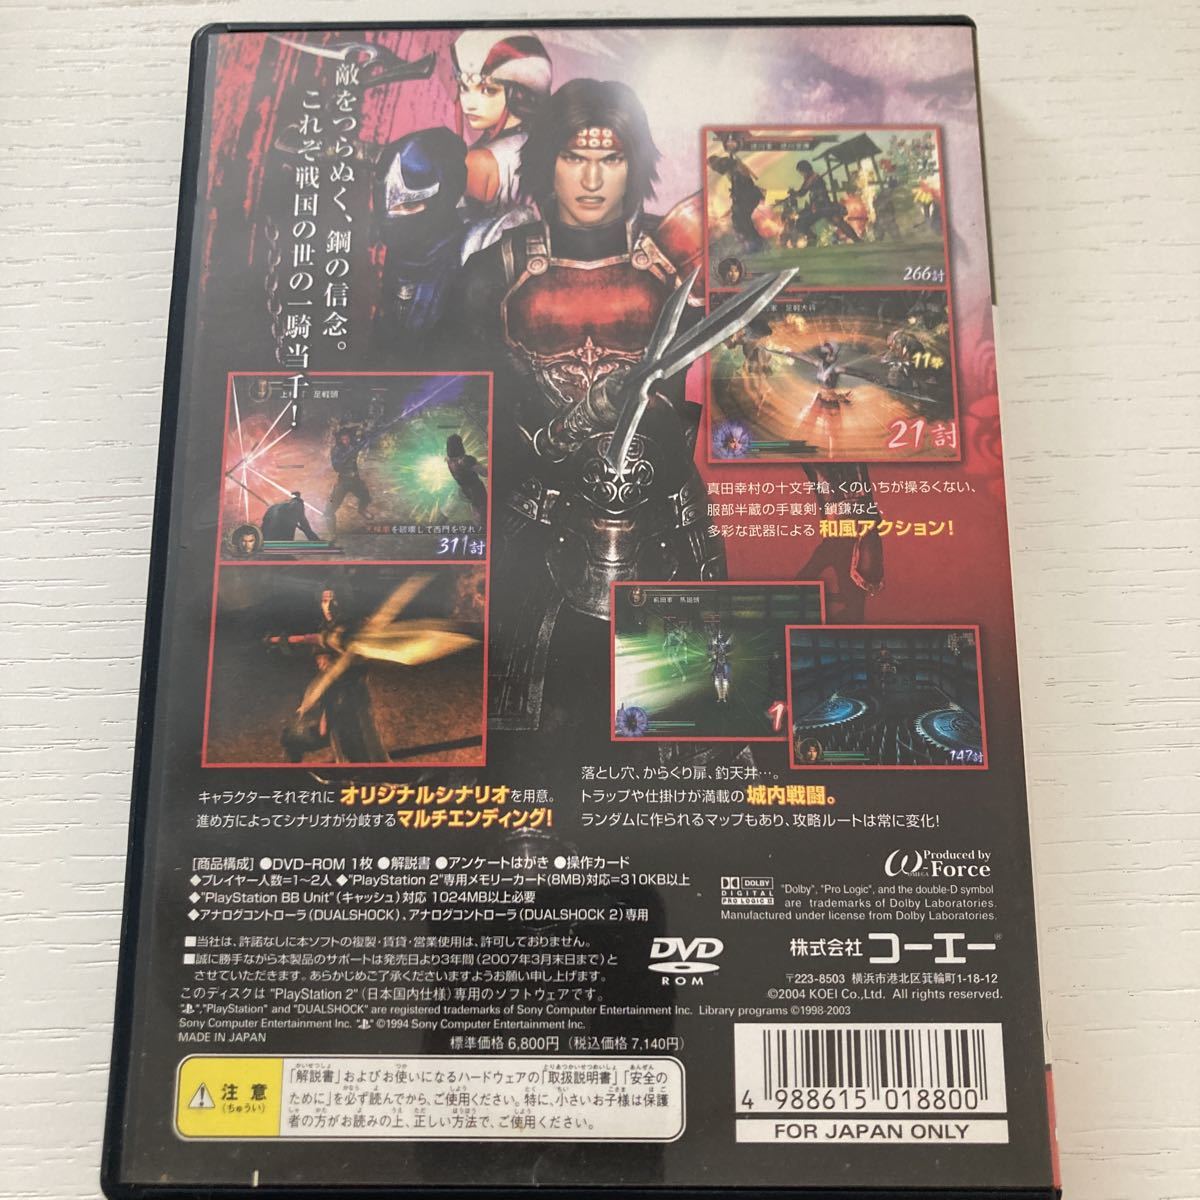 敵をつらぬく、鋼の信念。
これぞ戦国の世の一騎当千！
266討
11撃
21討
足軽頭
を破壊して西門を守れ！
311討
真田幸村の十文字槍、くのいちが操るくない、
服部半蔵の手裏剣・鎖鎌など、
多彩な武器による 和風アクション！
147討
落とし穴、からくり扉、釣天井…。
トラップや仕掛けが満載の城内戦闘。
ランダムに作られるマップもあり、攻略ルートは常に変化！
キャラクターそれぞれに オリジナルシナリオを用意。
進め方によってシナリオが分岐するマルチエンディング！
[商品構成] ●DVD-ROM 1枚 ●解説書 ●アンケートはがき ●操作カード
◆プレイヤー人数=1〜2人 ◆"PlayStation 2"専用メモリーカード(8MB)対応=310KB以上
◆"PlayStation BB Unit"(キャッシュ)対応 1024MB以上必要
◆アナログコントローラ(DUALSHOCK)、アナログコントローラ(DUALSHOCK 2)専用
Produced by
ω-Force
OMEGA
DOLBY
DIGITAL
PRO LOGIC II
"Dolby", "Pro Logic", and the double-D symbol
are trademarks of Dolby Laboratories.
Manufactured under license from Dolby Laboratories.
■当社は、許諾なしに本ソフトの複製・賃貸・営業使用は、許可しておりません。
■誠に勝手ながら本製品のサポートは発売日より3年間(2007年3月末日まで)と
させていただきます。あらかじめご了承くださいますようお願い申し上げます。
このディスクは "PlayStation 2"(日本国内仕様)専用のソフトウェアです。
DVD
ROM
株式会社 コーエー®
〒223-8503 横浜市港北区箕輪町1-18-12
©2004 KOEI Co.,Ltd. All rights reserved.
","PlayStation" and "DUALSHOCK" are registered trademarks of Sony Computer Entertainment Inc. Library programs ©1998-2003
Sony Computer Entertainment Inc. " " ©1994 Sony Computer Entertainment Inc.
MADE IN JAPAN
標準価格 6,800円(税込価格 7,140円)
注意
(ちゅうい)
「解説書」およびお使いになるハードウェアの「取扱説明書」「安全の
ために」を必ず読んでから、ご使用ください。特に、小さいお子様は保護
者の方がお読みの上、正しい方法で、ご使用ください。
4 988615 018800
FOR JAPAN ONLY